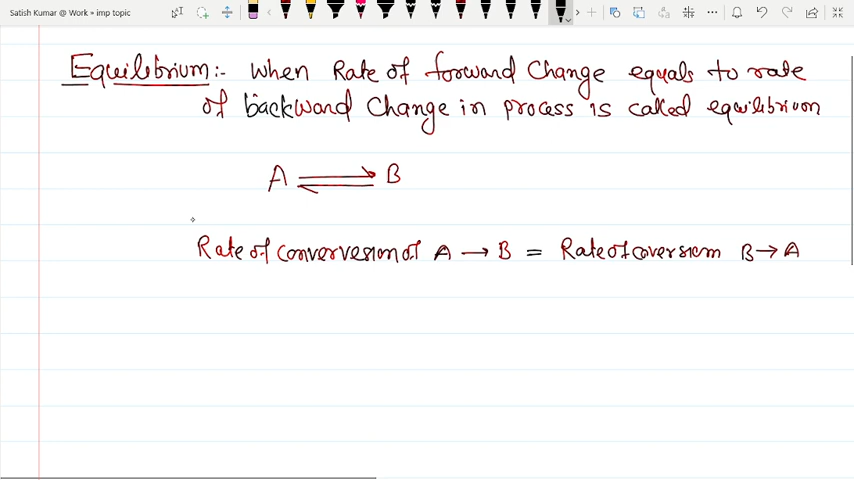 Satish Kumar @ Work » imp topic
Equilibrium:- When Rate of forward Change equals to rate
of backward Change in process is called equilibrium
A ⇌ B
Rate of converversion of A → B = Rate of coversion B → A